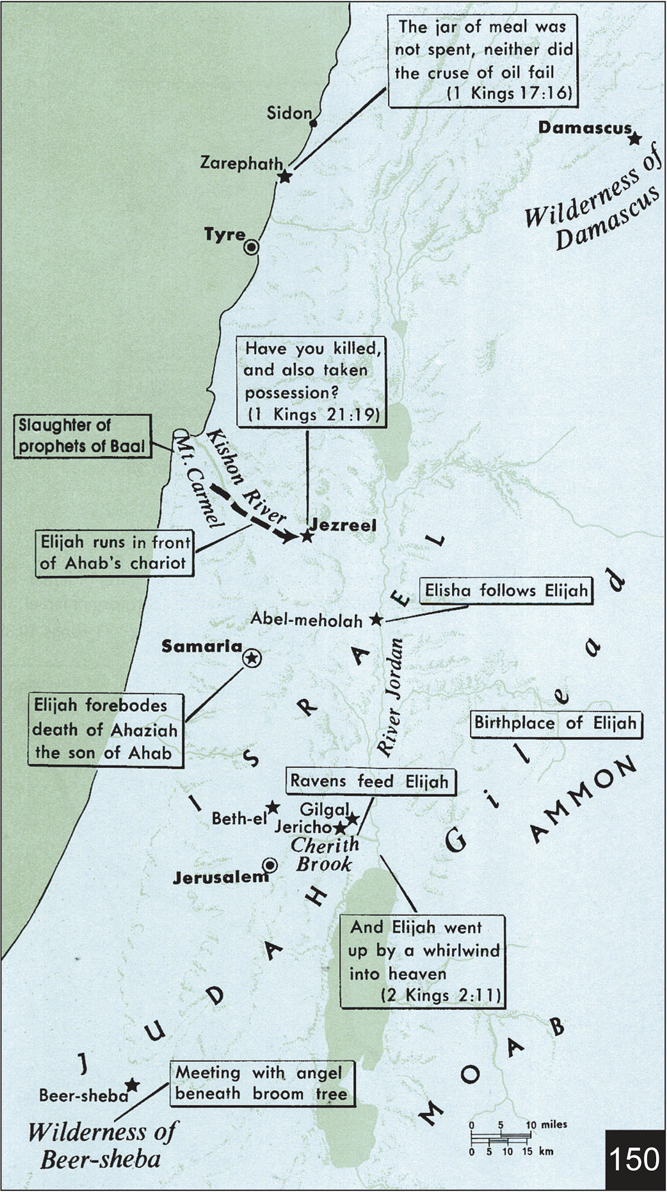 The jar of meal was
not spent, neither did
the cruse of oil fail
(1 Kings 17:16)
Sidon
Damascus
Zarephath
Wilderness of
Damascus
Tyre
Have you killed,
and also taken
possession?
(1 Kings 21:19)
Slaughter of
prophets of Baal
Mt. Carmel
Kishon River
Jezreel
Elijah runs in front
of Ahab's chariot
Elisha follows Elijah
Abel-meholah
ISRAEL
Samaria
River Jordan
Gilead
Elijah forebodes
death of Ahaziah
the son of Ahab
Birthplace of Elijah
AMMON
Ravens feed Elijah
Beth-el
Gilgal
Jericho
Cherith
Brook
Jerusalem
JUDAH
And Elijah went
up by a whirlwind
into heaven
(2 Kings 2:11)
MOAB
Meeting with angel
beneath broom tree
Beer-sheba
Wilderness of
Beer-sheba
0 5 10 miles
0 5 10 15 km
150